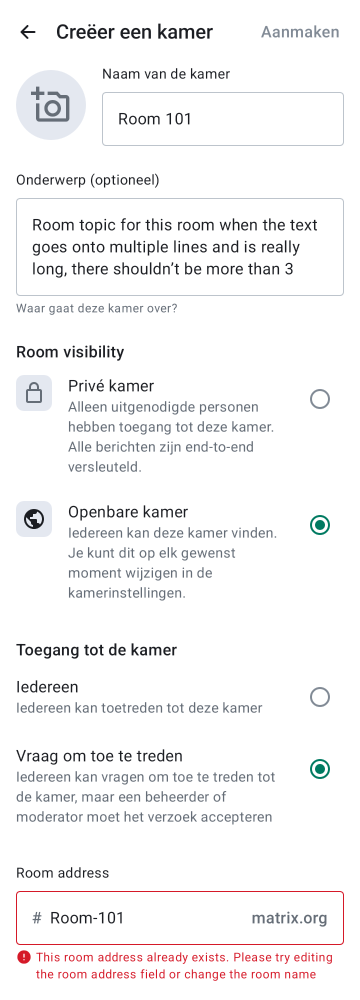 Creëer een kamer
Aanmaken
Naam van de kamer
Room 101
Onderwerp (optioneel)
Room topic for this room when the text
goes onto multiple lines and is really
long, there shouldn’t be more than 3
Waar gaat deze kamer over?
Room visibility
Privé kamer
Alleen uitgenodigde personen
hebben toegang tot deze kamer.
Alle berichten zijn end-to-end
versleuteld.
Openbare kamer
Iedereen kan deze kamer vinden.
Je kunt dit op elk gewenst
moment wijzigen in de
kamerinstellingen.
Toegang tot de kamer
Iedereen
Iedereen kan toetreden tot deze kamer
Vraag om toe te treden
Iedereen kan vragen om toe te treden tot
de kamer, maar een beheerder of
moderator moet het verzoek accepteren
Room address
# Room-101 matrix.org
This room address already exists. Please try editing
the room address field or change the room name